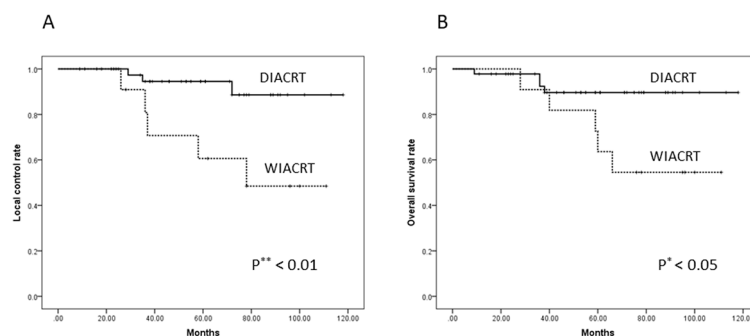 A
Local control rate
1.0
0.8
0.6
0.4
0.2
0.0
DIACRT
WIACRT
P** < 0.01
.00 20.00 40.00 60.00 80.00 100.00 120.00
Months
B
Overall survival rate
1.0
0.8
0.6
0.4
0.2
0.0
DIACRT
WIACRT
P* < 0.05
.00 20.00 40.00 60.00 80.00 100.00 120.00
Months